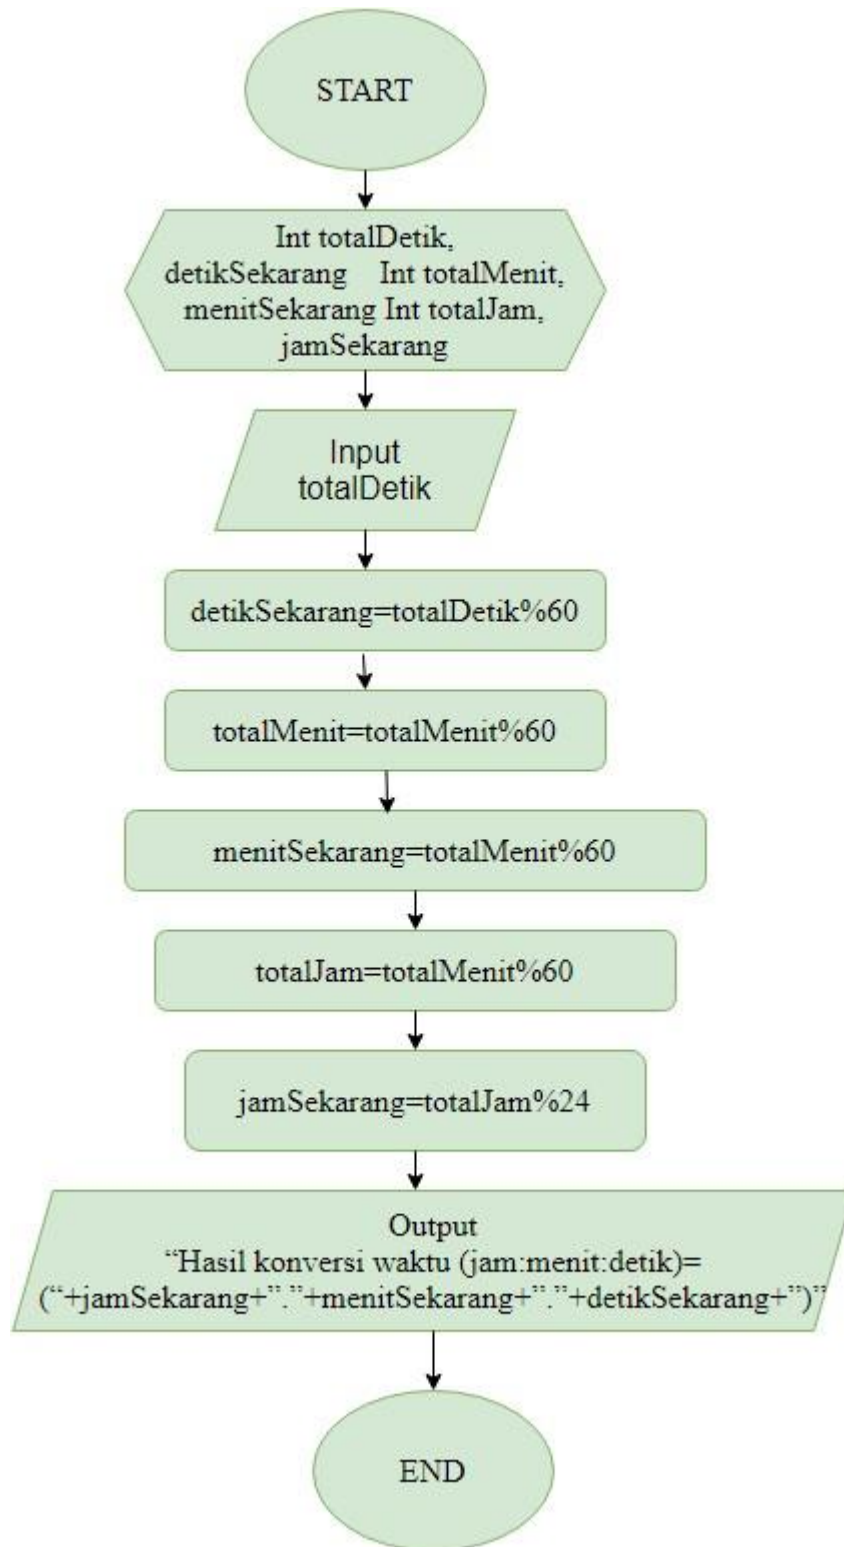 START
Int totalDetik,
detikSekarang    Int totalMenit,
menitSekarang Int totalJam,
jamSekarang
Input
totalDetik
detikSekarang=totalDetik%60
totalMenit=totalMenit%60
menitSekarang=totalMenit%60
totalJam=totalMenit%60
jamSekarang=totalJam%24
Output
“Hasil konversi waktu (jam:menit:detik)=
(“+jamSekarang+”.”+menitSekarang+”.”+detikSekarang+”)”
END